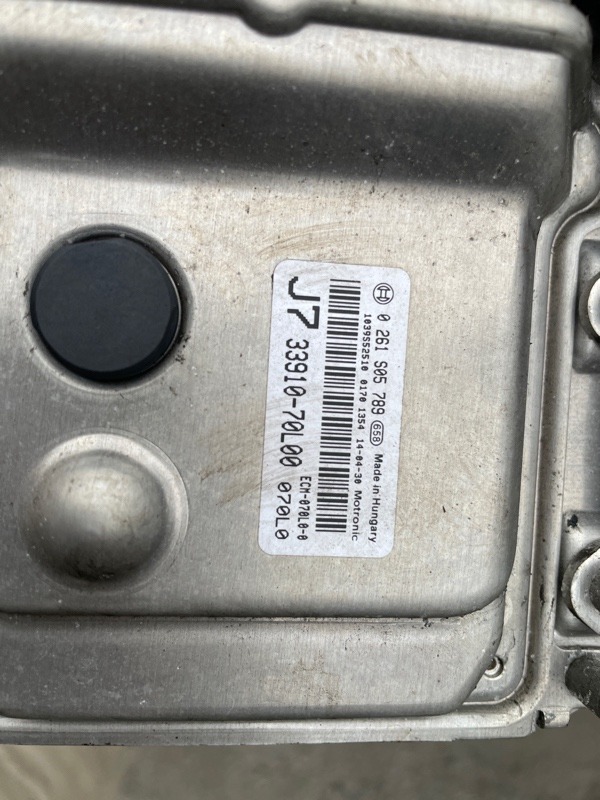 0 261 S05 789 658 Made in Hungary
1039S52510 0170 1354 14-04-30 Motronic
J7 33910-70L00 ECM-070L0-0
070L0